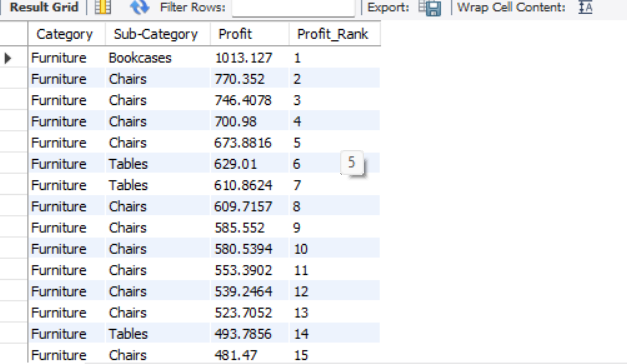 Result Grid Filter Rows: Export: Wrap Cell Content: IA
Category Sub-Category Profit Profit_Rank
Furniture Bookcases 1013.127 1
Furniture Chairs 770.352 2
Furniture Chairs 746.4078 3
Furniture Chairs 700.98 4
Furniture Chairs 673.8816 5
Furniture Tables 629.01 6 5
Furniture Tables 610.8624 7
Furniture Chairs 609.7157 8
Furniture Chairs 585.552 9
Furniture Chairs 580.5394 10
Furniture Chairs 553.3902 11
Furniture Chairs 539.2464 12
Furniture Chairs 523.7052 13
Furniture Tables 493.7856 14
Furniture Chairs 481.47 15